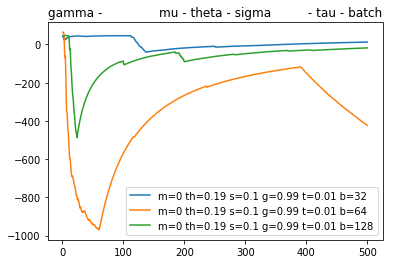 gamma - mu - theta - sigma - tau - batch
0
−200
−400
−600
−800
−1000
0 100 200 300 400 500
m=0 th=0.19 s=0.1 g=0.99 t=0.01 b=32
m=0 th=0.19 s=0.1 g=0.99 t=0.01 b=64
m=0 th=0.19 s=0.1 g=0.99 t=0.01 b=128